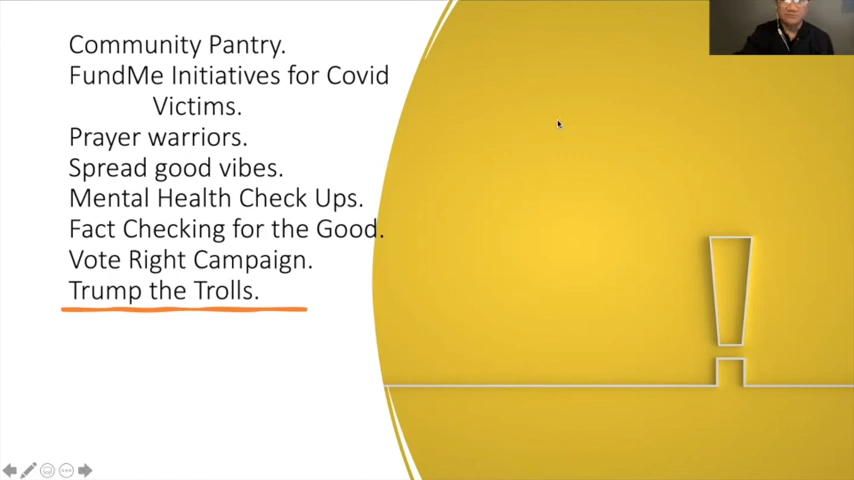 Community Pantry.
FundMe Initiatives for Covid
Victims.
Prayer warriors.
Spread good vibes.
Mental Health Check Ups.
Fact Checking for the Good.
Vote Right Campaign.
Trump the Trolls.
!